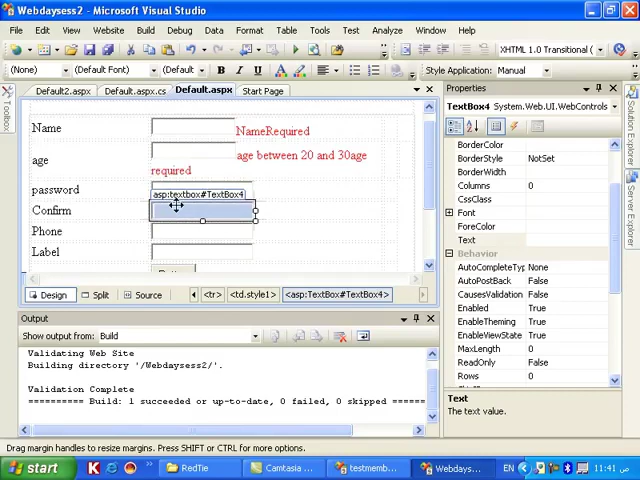 Webdaysess2 - Microsoft Visual Studio
File Edit View Website Build Debug Data Format Table Tools Test Analyze Window Help
XHTML 1.0 Transitional (
(None) (Default Font) (Default B I U A Style Application: Manual
Default2.aspx Default.aspx.cs Default.aspx Start Page
Toolbox
Name NameRequired
age age between 20 and 30age
required
password
asp:textbox#TextBox4
Confirm
Phone
Label
Design Split Source <tr> <td.style1> <asp:TextBox#TextBox4>
Output
Show output from: Build
Validating Web Site
Building directory '/Webdaysess2/'.
Validation Complete
========== Build: 1 succeeded or up-to-date, 0 failed, 0 skipped ======
Properties
TextBox4 System.Web.UI.WebControls
BorderColor
BorderStyle NotSet
BorderWidth
Columns 0
CssClass
Font
ForeColor
Text
Behavior
AutoCompleteTyp None
AutoPostBack False
CausesValidation False
Enabled True
EnableTheming True
EnableViewState True
MaxLength 0
ReadOnly False
Rows 0
Text
The text value.
Solution Explorer
Server Explorer
Drag margin handles to resize margins. Press SHIFT or CTRL for more options.
start RedTie Camtasia testmemb... Webdays... EN 11:41 ص